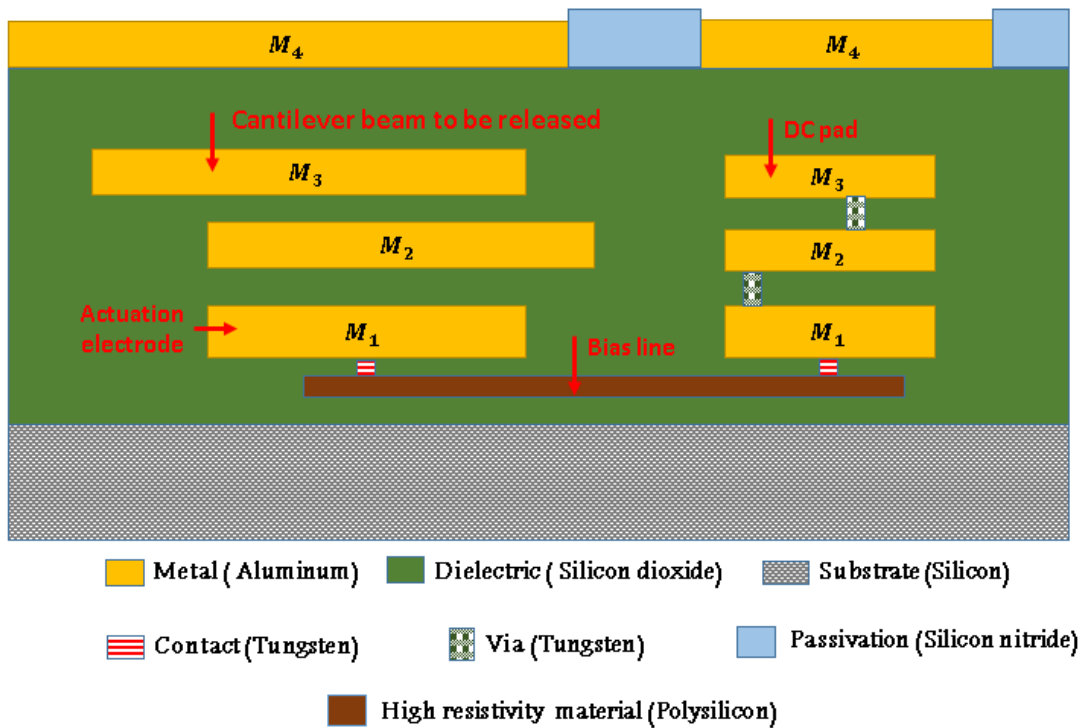 M₄
M₄
Cantilever beam to be released
DC pad
M₃
M₃
M₂
M₂
Actuation
electrode
M₁
Bias line
M₁
Metal (Aluminum)
Dielectric (Silicon dioxide)
Substrate (Silicon)
Contact (Tungsten)
Via (Tungsten)
Passivation (Silicon nitride)
High resistivity material (Polysilicon)